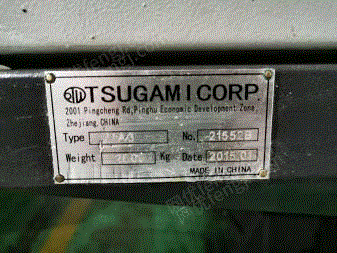 TSUGAMI CORP.
2001 Pingcheng Rd, Pinghu Economic Development Zone,
Zhejiang, CHINA
Type No.
Weight Kg Date 2015.
MADE IN CHINA